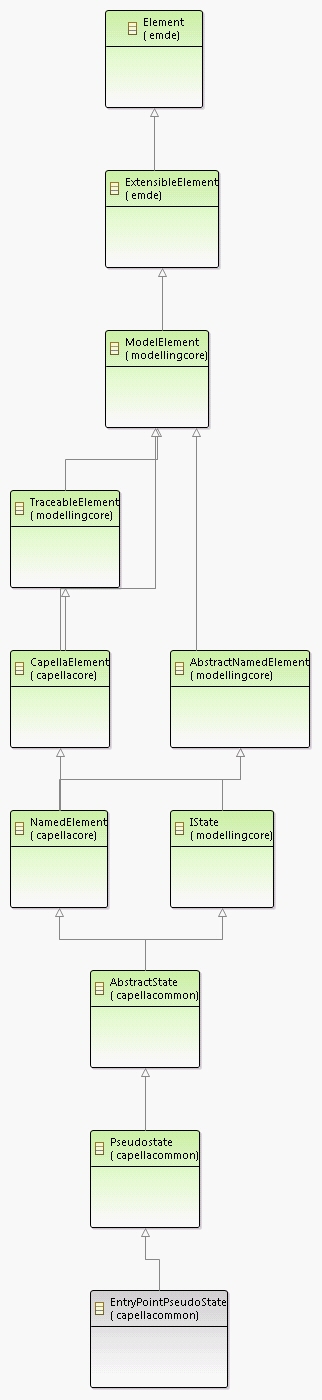 Element
( emde)
ExtensibleElement
( emde)
ModelElement
( modellingcore)
TraceableElement
( modellingcore)
CapellaElement
( capellacore)
AbstractNamedElement
( modellingcore)
NamedElement
( capellacore)
IState
( modellingcore)
AbstractState
( capellacommon)
Pseudostate
( capellacommon)
EntryPointPseudoState
( capellacommon)